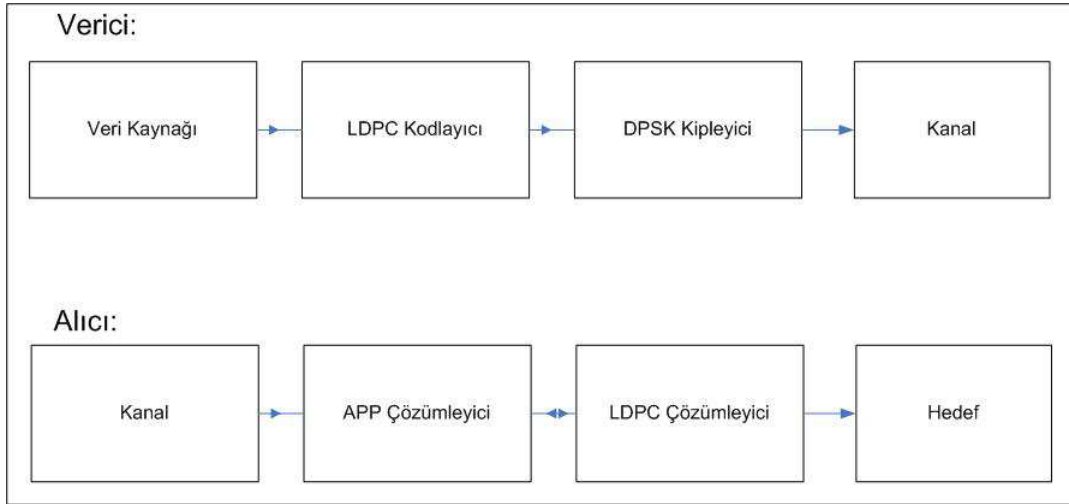 Verici:
Veri Kaynağı
LDPC Kodlayıcı
DPSK Kipleyici
Kanal
Alıcı:
Kanal
APP Çözümleyici
LDPC Çözümleyici
Hedef